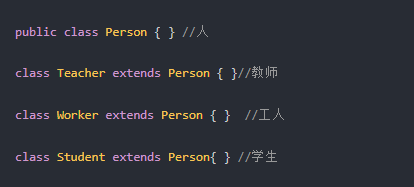 public class Person { } //人
class Teacher extends Person { }//教师
class Worker extends Person { }  //工人
class Student extends Person{ } //学生